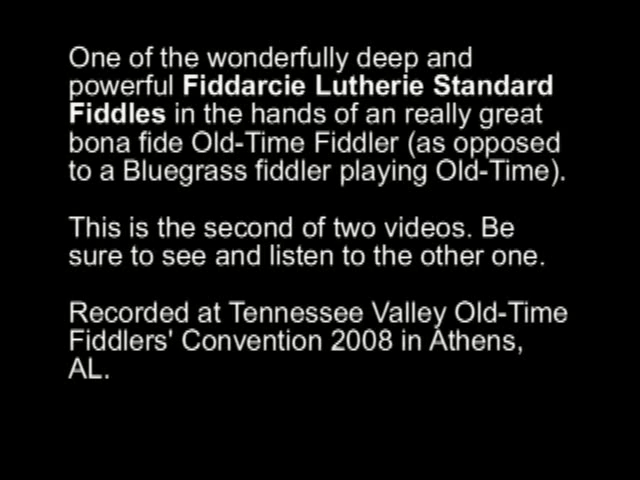 One of the wonderfully deep and
powerful Fiddarcie Lutherie Standard
Fiddles in the hands of an really great
bona fide Old-Time Fiddler (as opposed
to a Bluegrass fiddler playing Old-Time).
This is the second of two videos. Be
sure to see and listen to the other one.
Recorded at Tennessee Valley Old-Time
Fiddlers' Convention 2008 in Athens,
AL.